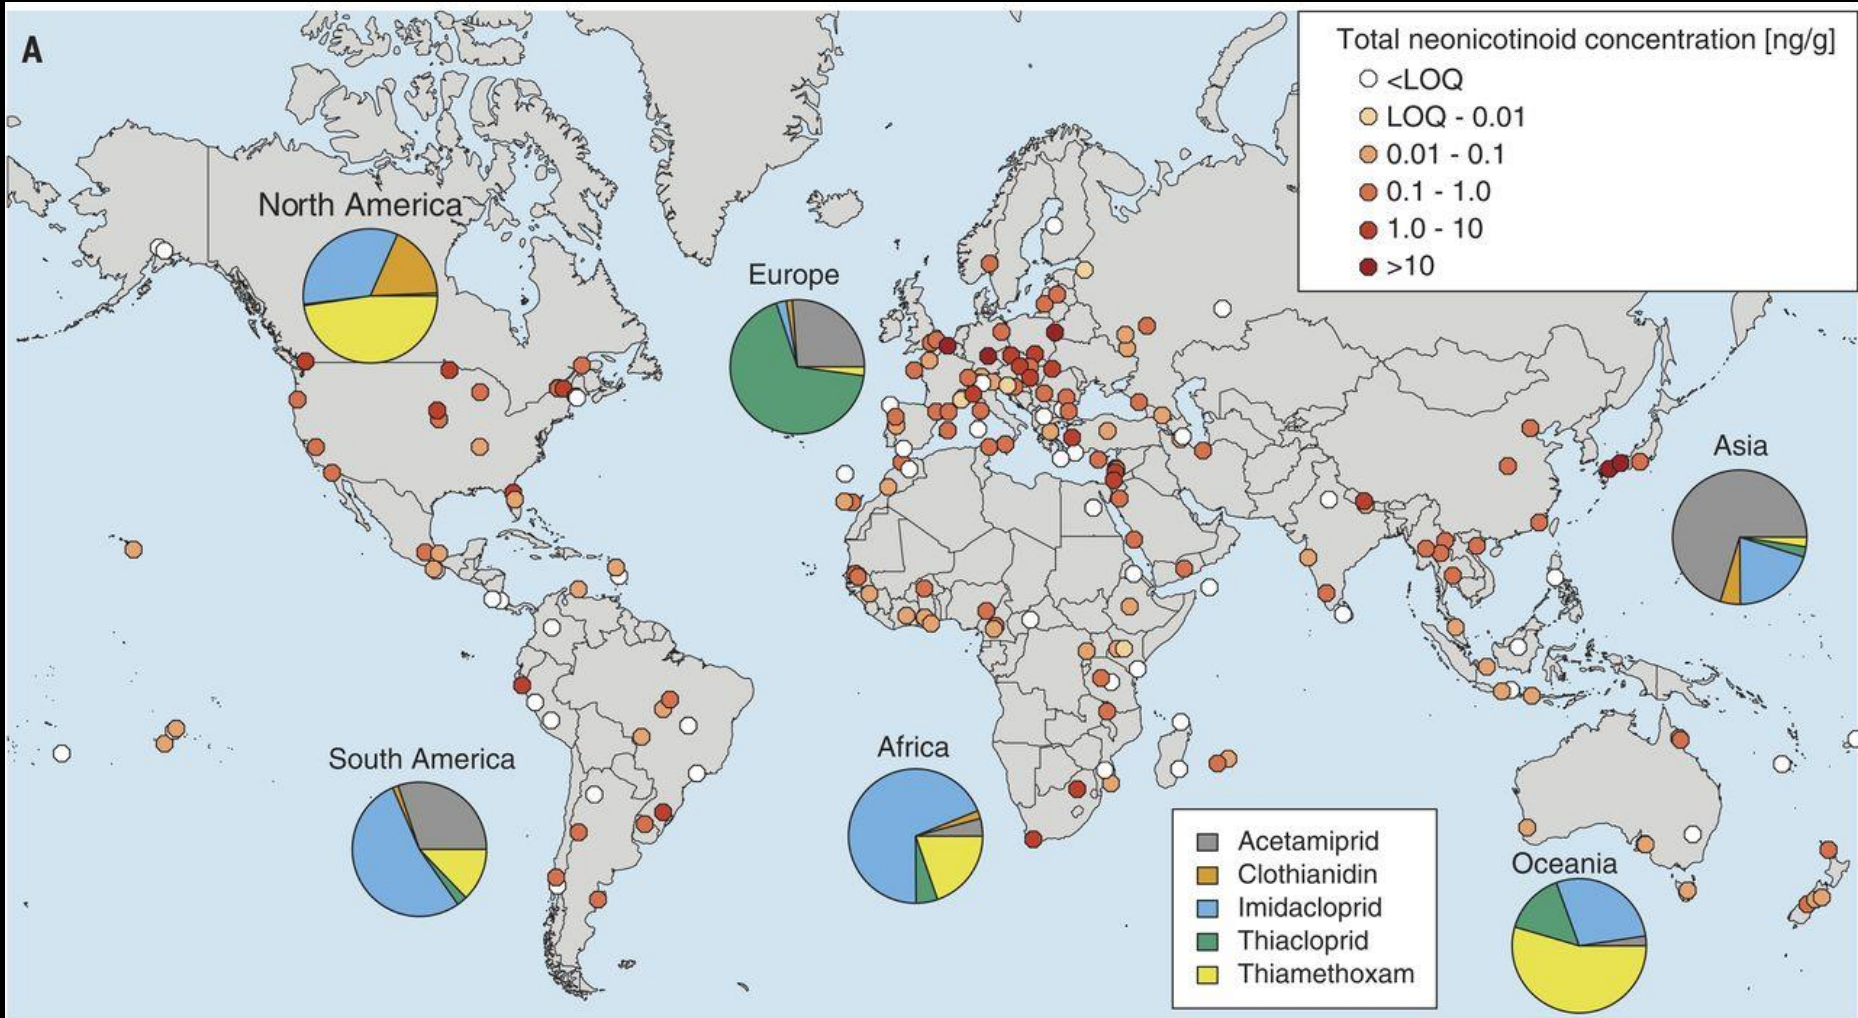 A
Total neonicotinoid concentration [ng/g]
<LOQ
LOQ - 0.01
0.01 - 0.1
0.1 - 1.0
1.0 - 10
>10
North America
Europe
Asia
South America
Africa
Oceania
Acetamiprid
Clothianidin
Imidacloprid
Thiacloprid
Thiamethoxam